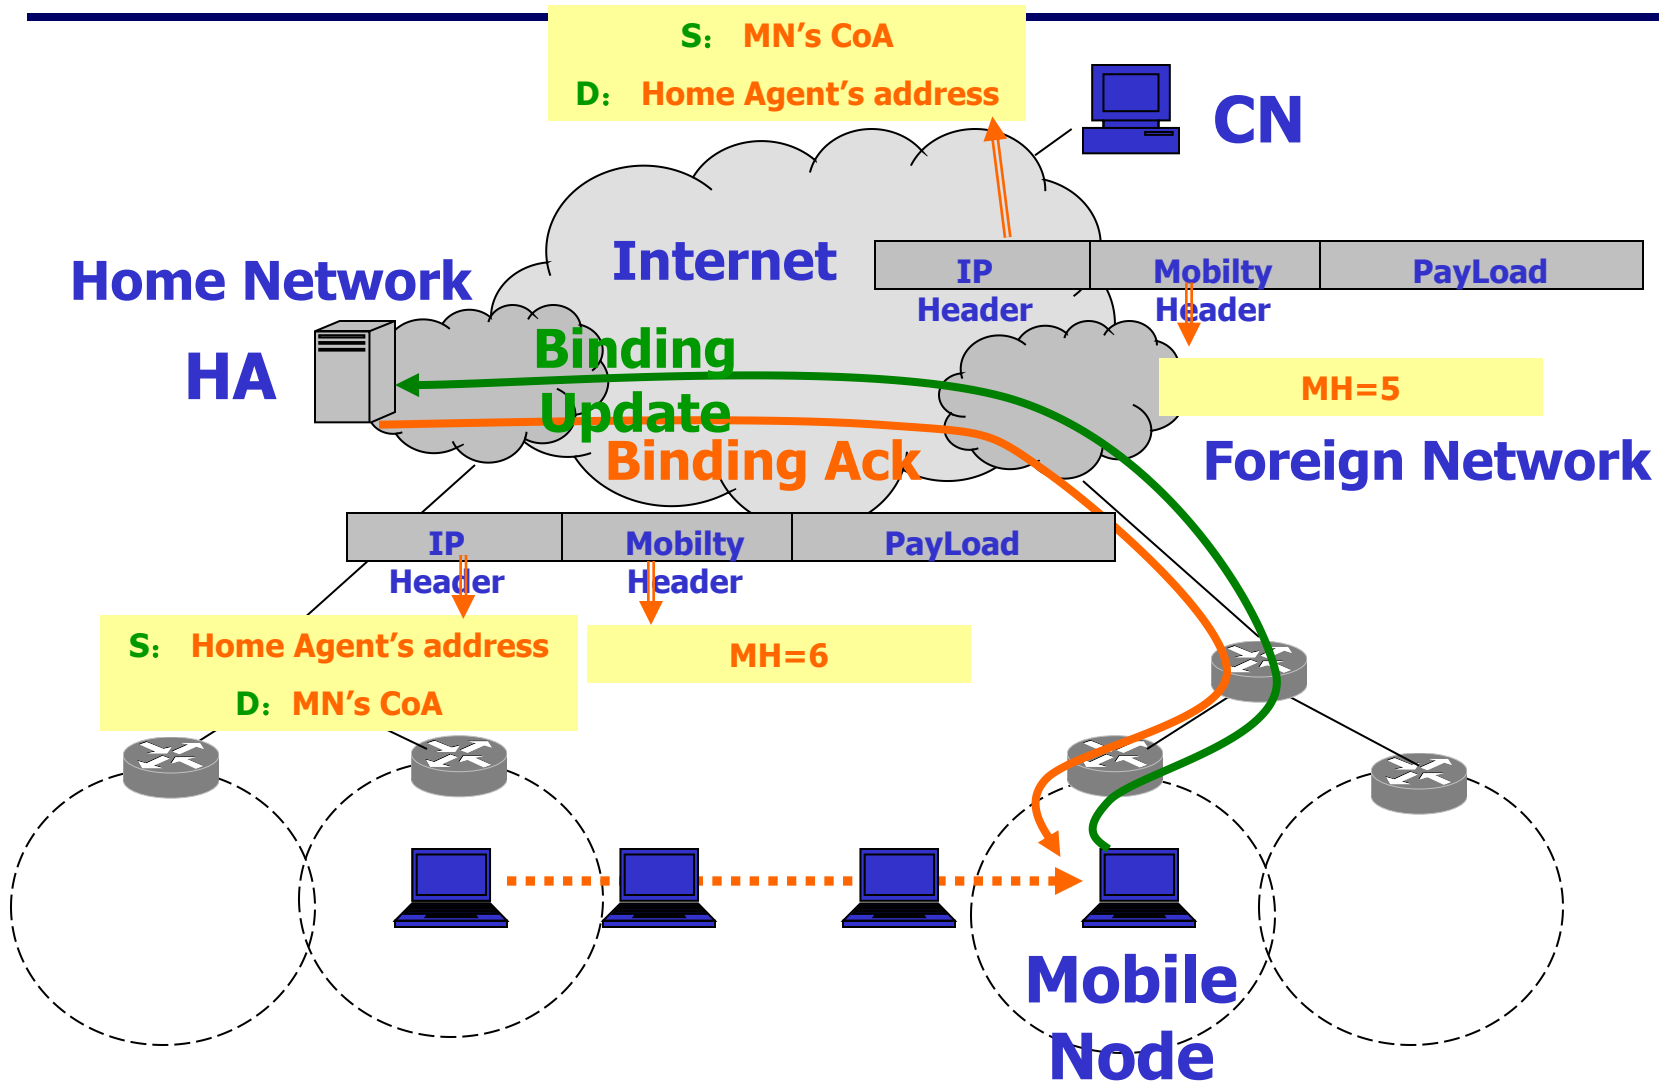 S： MN’s CoA
D： Home Agent’s address
CN
Internet
Home Network
IP
Header
Mobilty
Header
PayLoad
HA
Binding
Update
MH=5
Binding Ack
Foreign Network
IP
Header
Mobilty
Header
PayLoad
S： Home Agent’s address
D： MN’s CoA
MH=6
Mobile
Node